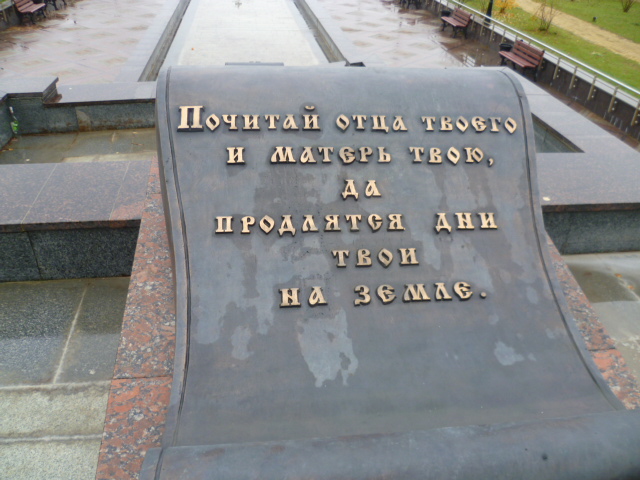 Почитай отца твоего
и матерь твою,
да
продлятся дни
твои
на земле.